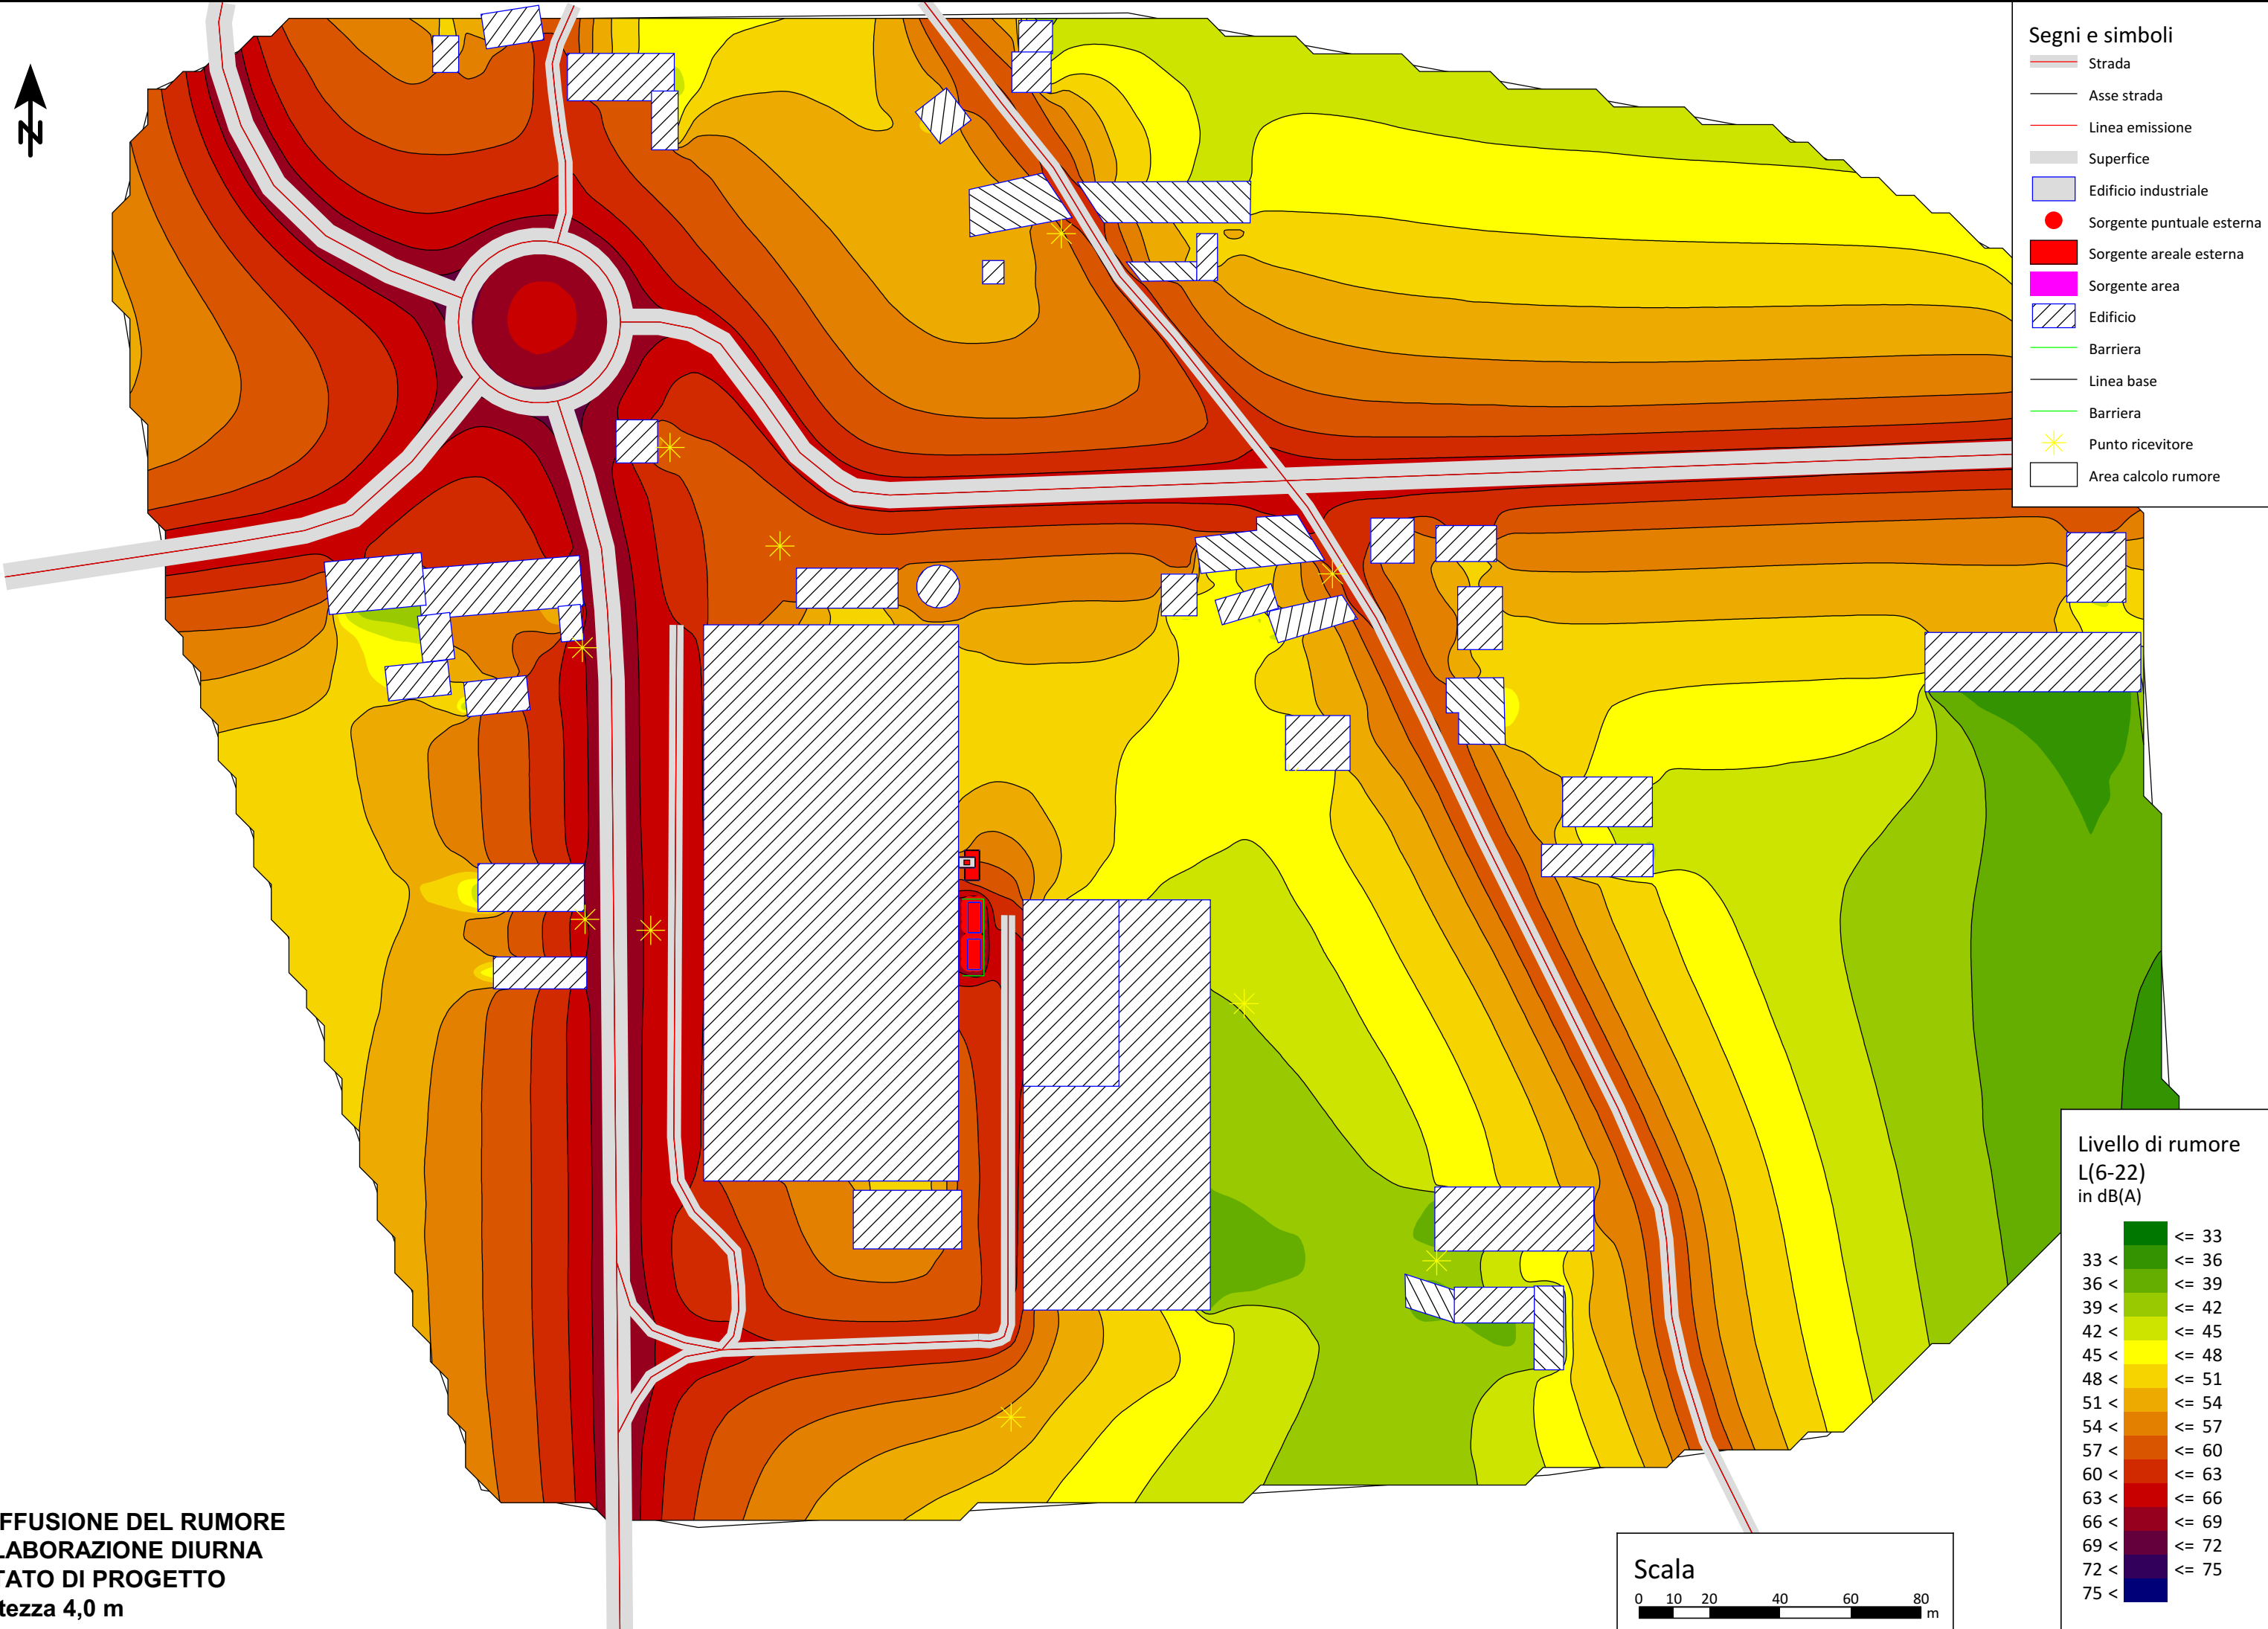 N
Segni e simboli
Strada
Asse strada
Linea emissione
Superfice
Edificio industriale
Sorgente puntuale esterna
Sorgente areale esterna
Sorgente area
Edificio
Barriera
Linea base
Barriera
Punto ricevitore
Area calcolo rumore
Livello di rumore
L(6-22)
in dB(A)
<= 33
33 < <= 36
36 < <= 39
39 < <= 42
42 < <= 45
45 < <= 48
48 < <= 51
51 < <= 54
54 < <= 57
57 < <= 60
60 < <= 63
63 < <= 66
66 < <= 69
69 < <= 72
72 < <= 75
75 <
FFUSIONE DEL RUMORE
LABORAZIONE DIURNA
TATO DI PROGETTO
tezza 4,0 m
Scala
0 10 20 40 60 80
m